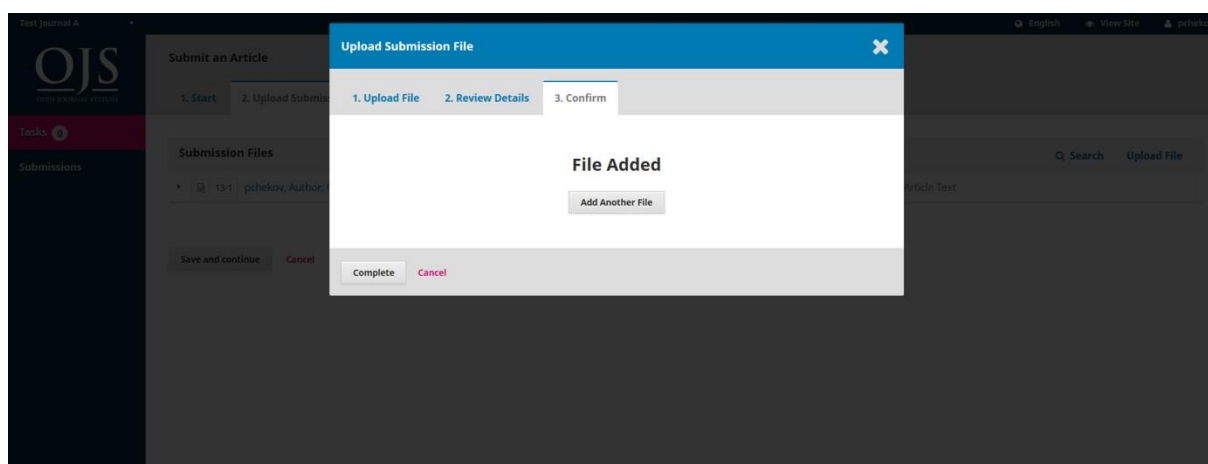 Test Journal A
English View Site
OJS
OPEN JOURNAL SYSTEMS
Tasks 0
Submissions
Submit an Article
1. Start 2. Upload
Upload Submission File
1. Upload File 2. Review Details 3. Confirm
File Added
Add Another File
Complete Cancel
Submission Files
Search Upload File
13-1 pchekov, Author,
Article Text
Save and continue Cancel